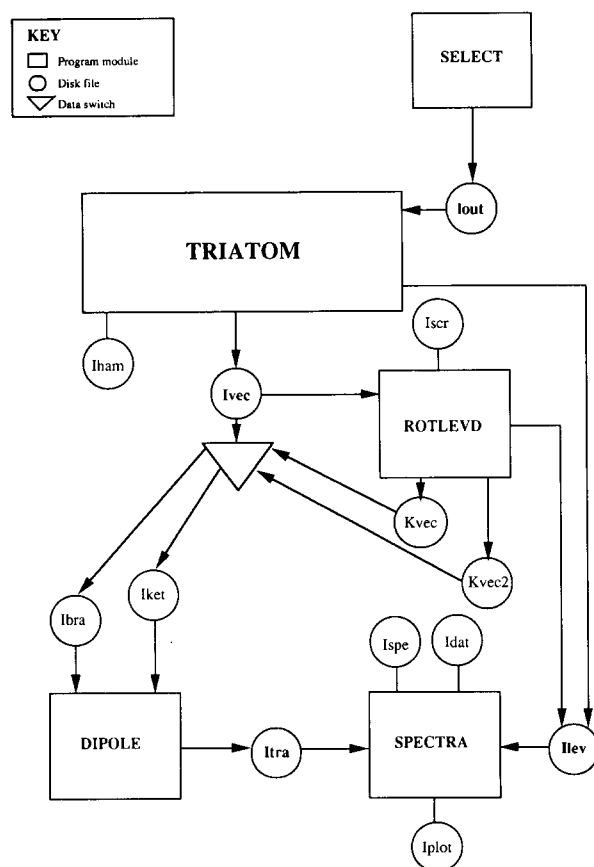 KEY
Program module
Disk file
Data switch
SELECT
Iout
TRIATOM
Iham
Iscr
Ivec
ROTLEVD
Kvec
Kvec2
Iket
Ibra
Ispe
Idat
DIPOLE
Itra
SPECTRA
Ilev
Iplot